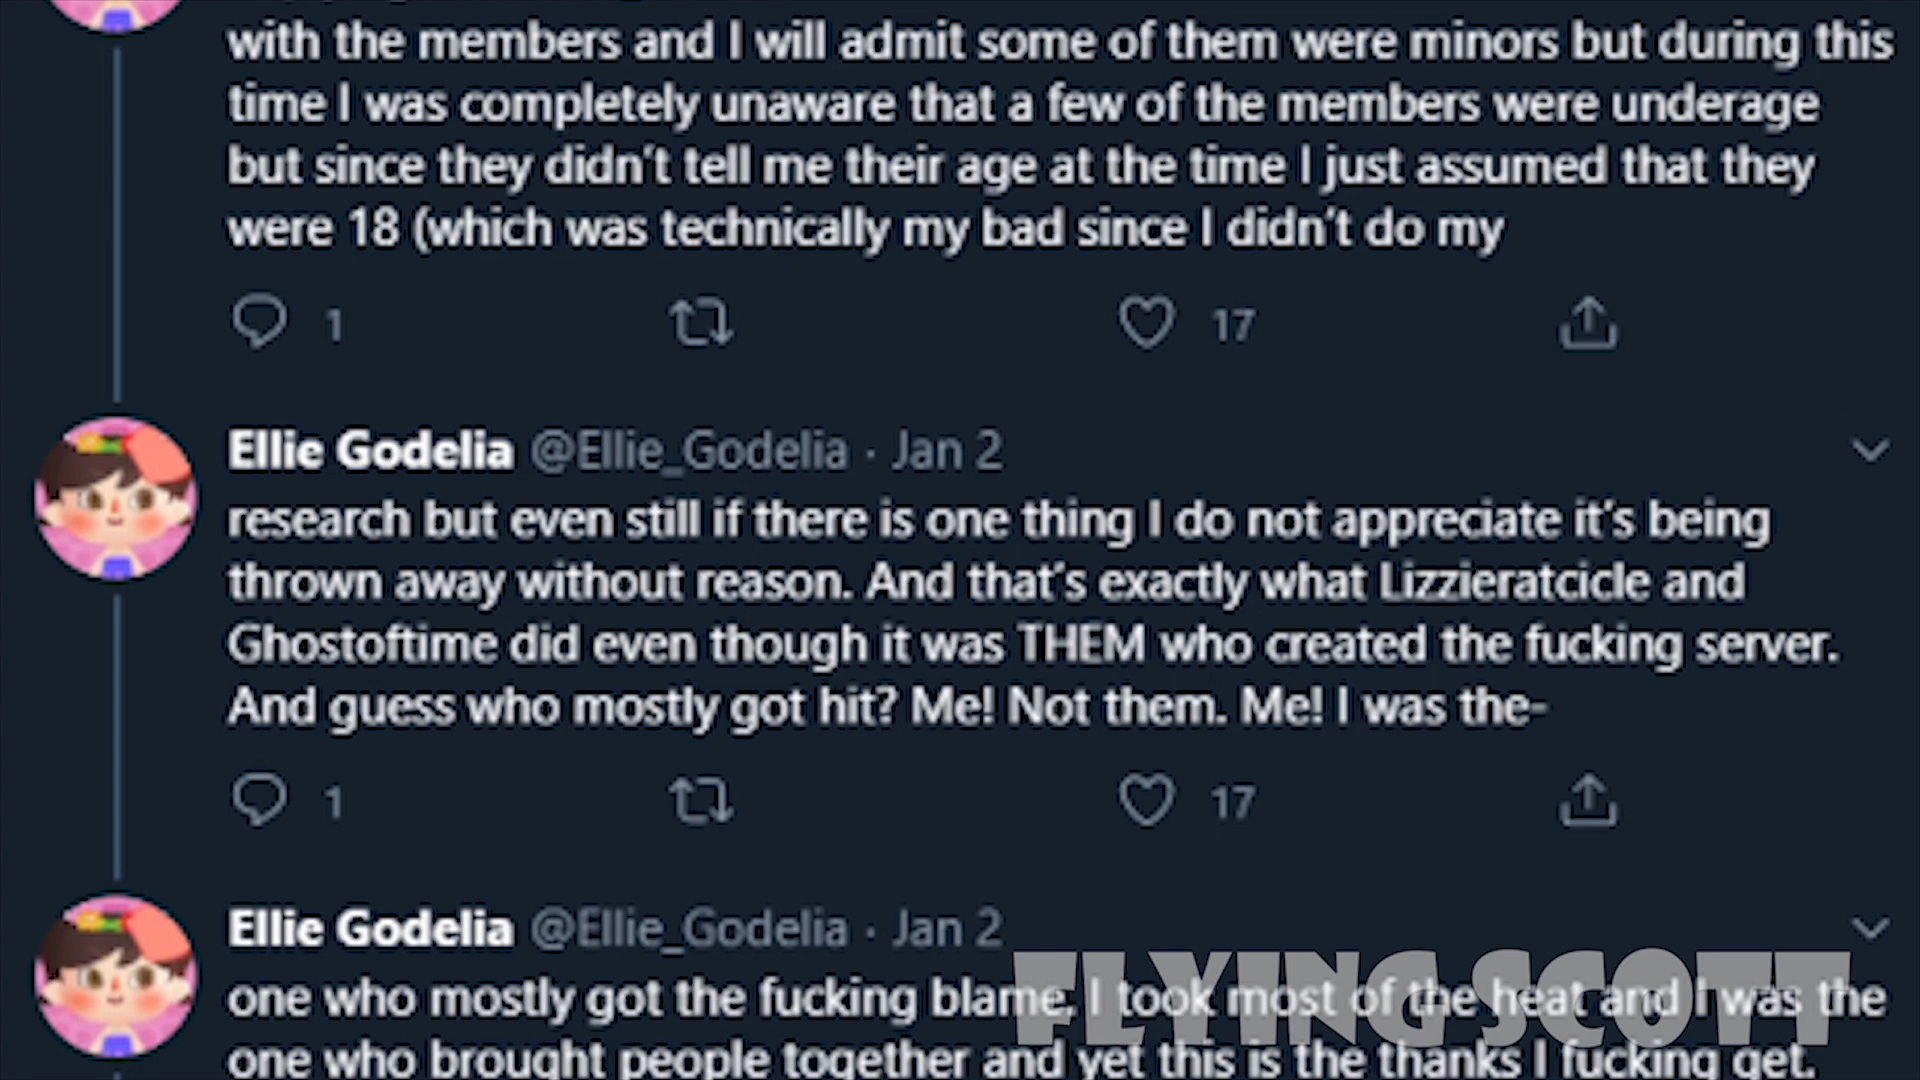 with the members and I will admit some of them were minors but during this
time I was completely unaware that a few of the members were underage
but since they didn't tell me their age at the time I just assumed that they
were 18 (which was technically my bad since I didn't do my
1 17
Ellie Godelia @Ellie_Godelia · Jan 2
research but even still if there is one thing I do not appreciate it's being
thrown away without reason. And that's exactly what Lizzieratcicle and
Ghostoftime did even though it was THEM who created the fucking server.
And guess who mostly got hit? Me! Not them. Me! I was the-
1 17
Ellie Godelia @Ellie_Godelia · Jan 2
one who mostly got the fucking blame. I took most of the heat and I was the
one who brought people together and yet this is the thanks I fucking get.
FLYING SCOTT